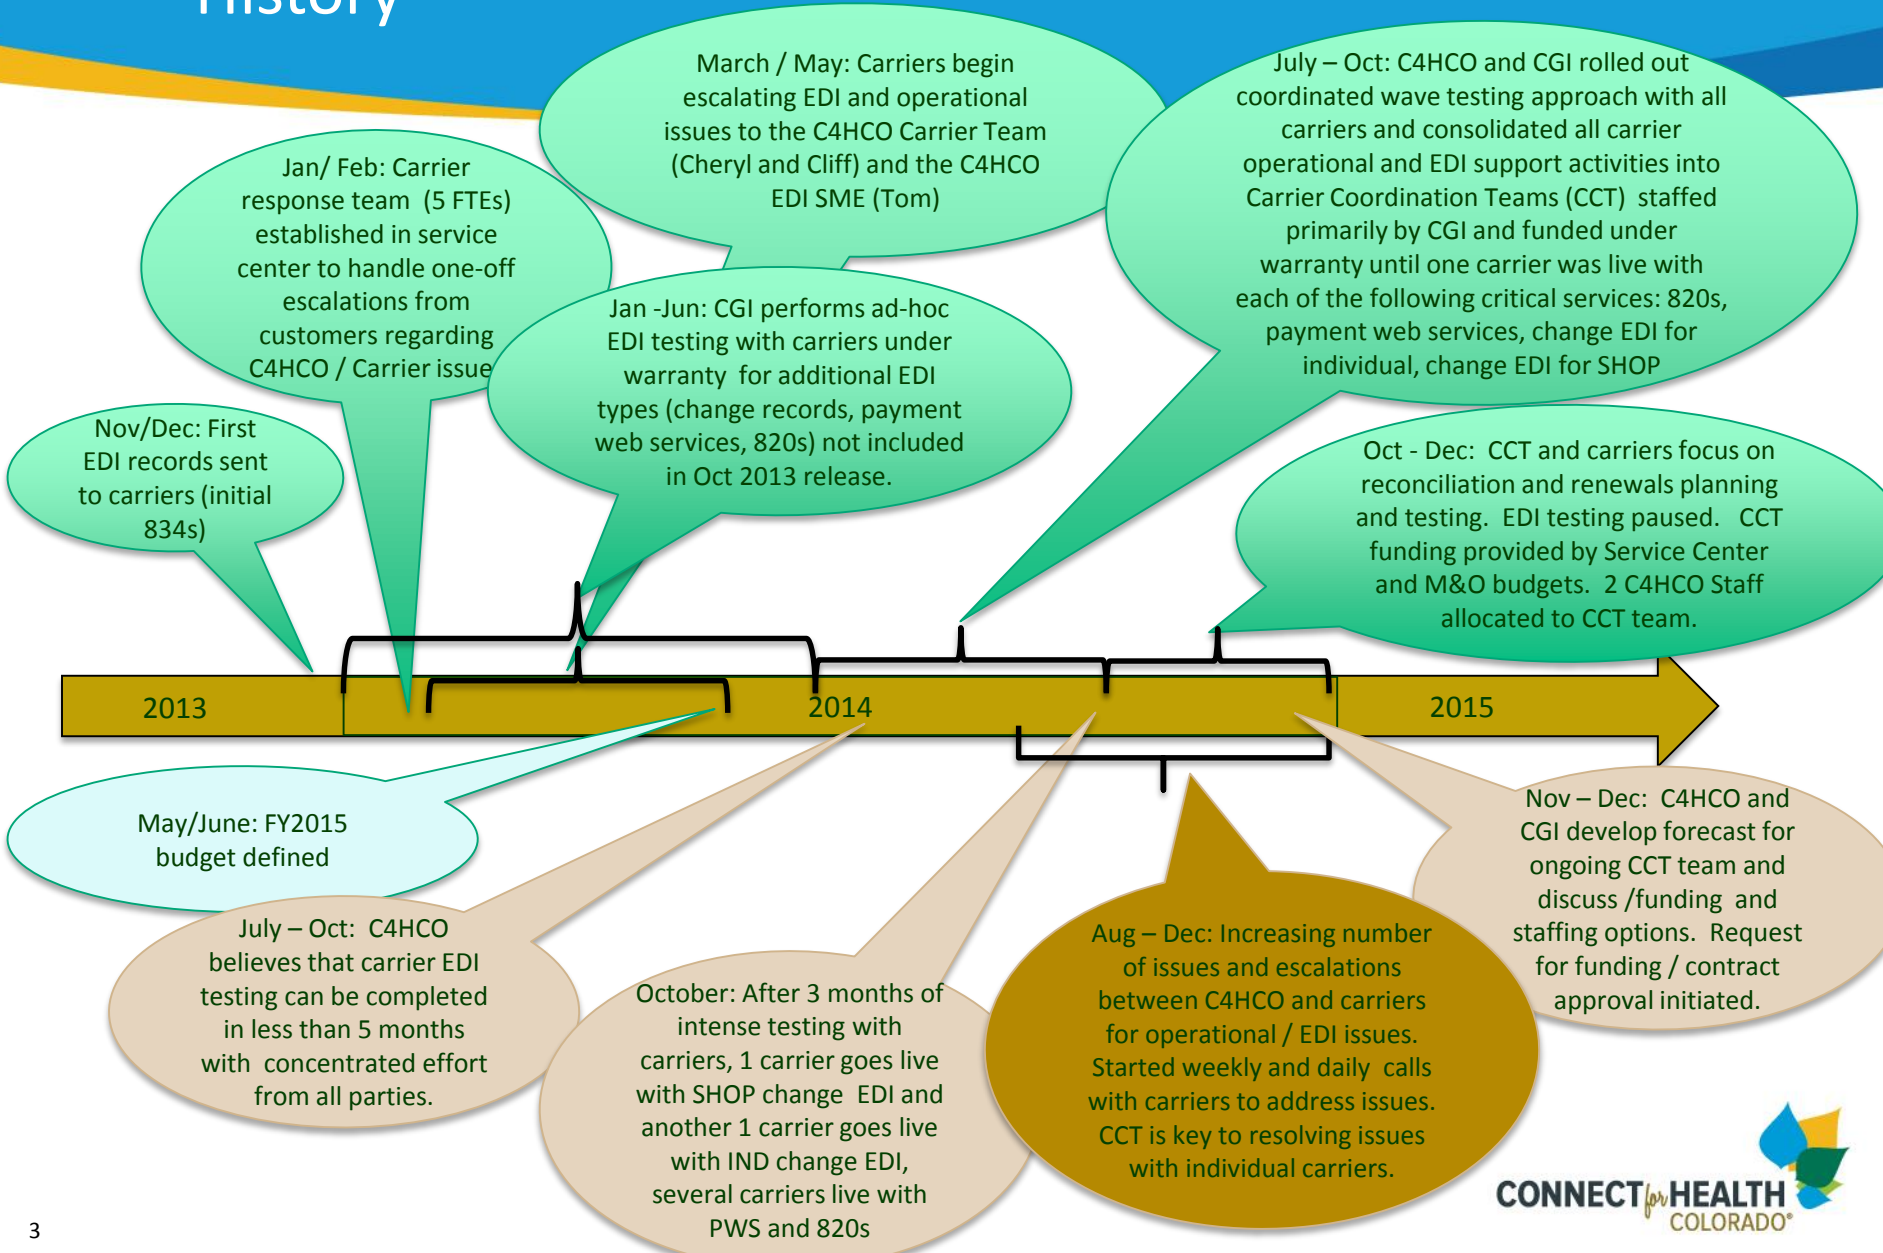 History
March / May: Carriers begin
escalating EDI and operational
issues to the C4HCO Carrier Team
(Cheryl and Cliff) and the C4HCO
EDI SME (Tom)
July – Oct: C4HCO and CGI rolled out
coordinated wave testing approach with all
carriers and consolidated all carrier
operational and EDI support activities into
Carrier Coordination Teams (CCT) staffed
primarily by CGI and funded under
warranty until one carrier was live with
each of the following critical services: 820s,
payment web services, change EDI for
individual, change EDI for SHOP
Jan/ Feb: Carrier
response team (5 FTEs)
established in service
center to handle one-off
escalations from
customers regarding
C4HCO / Carrier issue
Jan -Jun: CGI performs ad-hoc
EDI testing with carriers under
warranty for additional EDI
types (change records, payment
web services, 820s) not included
in Oct 2013 release.
Nov/Dec: First
EDI records sent
to carriers (initial
834s)
Oct - Dec: CCT and carriers focus on
reconciliation and renewals planning
and testing. EDI testing paused. CCT
funding provided by Service Center
and M&O budgets. 2 C4HCO Staff
allocated to CCT team.
2013
2014
2015
May/June: FY2015
budget defined
July – Oct: C4HCO
believes that carrier EDI
testing can be completed
in less than 5 months
with concentrated effort
from all parties.
October: After 3 months of
intense testing with
carriers, 1 carrier goes live
with SHOP change EDI and
another 1 carrier goes live
with IND change EDI,
several carriers live with
PWS and 820s
Aug – Dec: Increasing number
of issues and escalations
between C4HCO and carriers
for operational / EDI issues.
Started weekly and daily calls
with carriers to address issues.
CCT is key to resolving issues
with individual carriers.
Nov – Dec: C4HCO and
CGI develop forecast for
ongoing CCT team and
discuss /funding and
staffing options. Request
for funding / contract
approval initiated.
CONNECT for HEALTH
COLORADO®
3